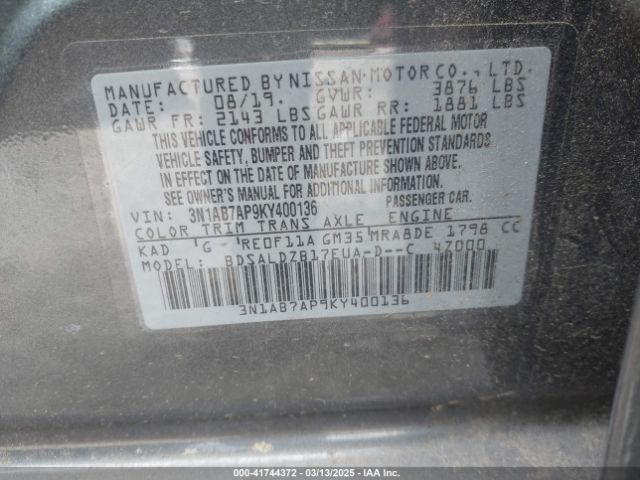 MANUFACTURED BY NISSAN MOTOR CO., LTD.
DATE: 08/19. GVWR: 3876 LBS
GAWR FR: 2143 LBS GAWR RR: 1881 LBS
THIS VEHICLE CONFORMS TO ALL APPLICABLE FEDERAL MOTOR
VEHICLE SAFETY, BUMPER AND THEFT PREVENTION STANDARDS
IN EFFECT ON THE DATE OF MANUFACTURE SHOWN ABOVE.
SEE OWNER'S MANUAL FOR ADDITIONAL INFORMATION.
VIN: 3N1AB7AP9KY400136 PASSENGER CAR.
COLOR TRIM TRANS AXLE ENGINE
KAD G RE0F11A GM35 MRA8DE 1798 CC
MODEL: BDSALDZB17EUA-D--C 47000
3N1AB7AP9KY400136
000-41744372 | 03/13/2025 | IAA Inc.